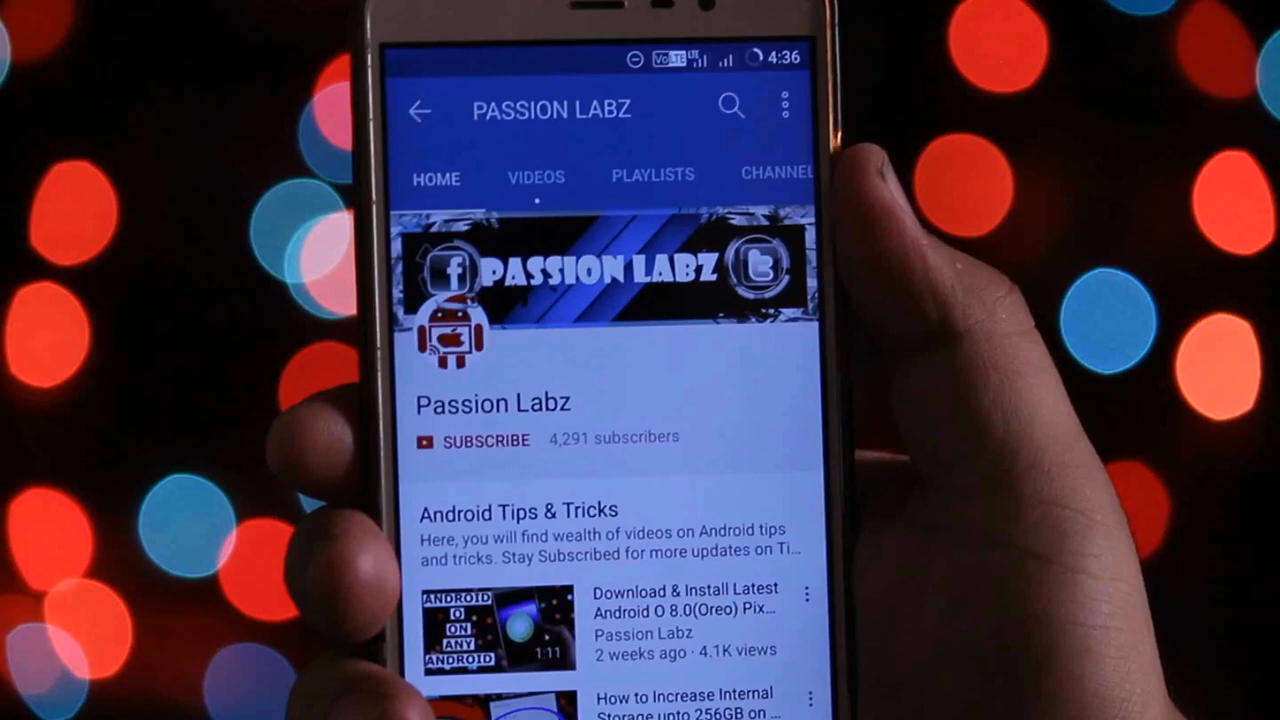 VoLTE LTE 4:36
PASSION LABZ
HOME VIDEOS PLAYLISTS CHANNEL
f PASSION LABZ t
Passion Labz
SUBSCRIBE 4,291 subscribers
Android Tips & Tricks
Here, you will find wealth of videos on Android tips
and tricks. Stay Subscribed for more updates on Ti...
ANDROID
O
ON
ANY
ANDROID
1:11
Download & Install Latest
Android O 8.0(Oreo) Pix...
Passion Labz
2 weeks ago · 4.1K views
How to Increase Internal
Storage upto 256GB on ...